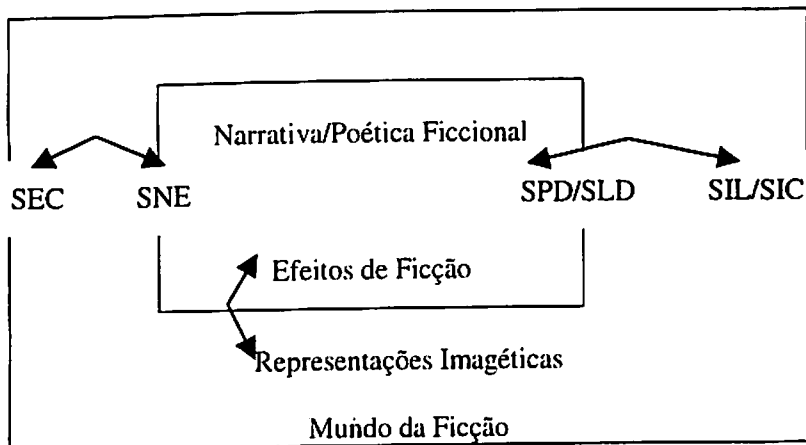 Narrativa/Poética Ficcional
SEC SNE SPD/SLD SIL/SIC
Efeitos de Ficção
Representações Imagéticas
Mundo da Ficção